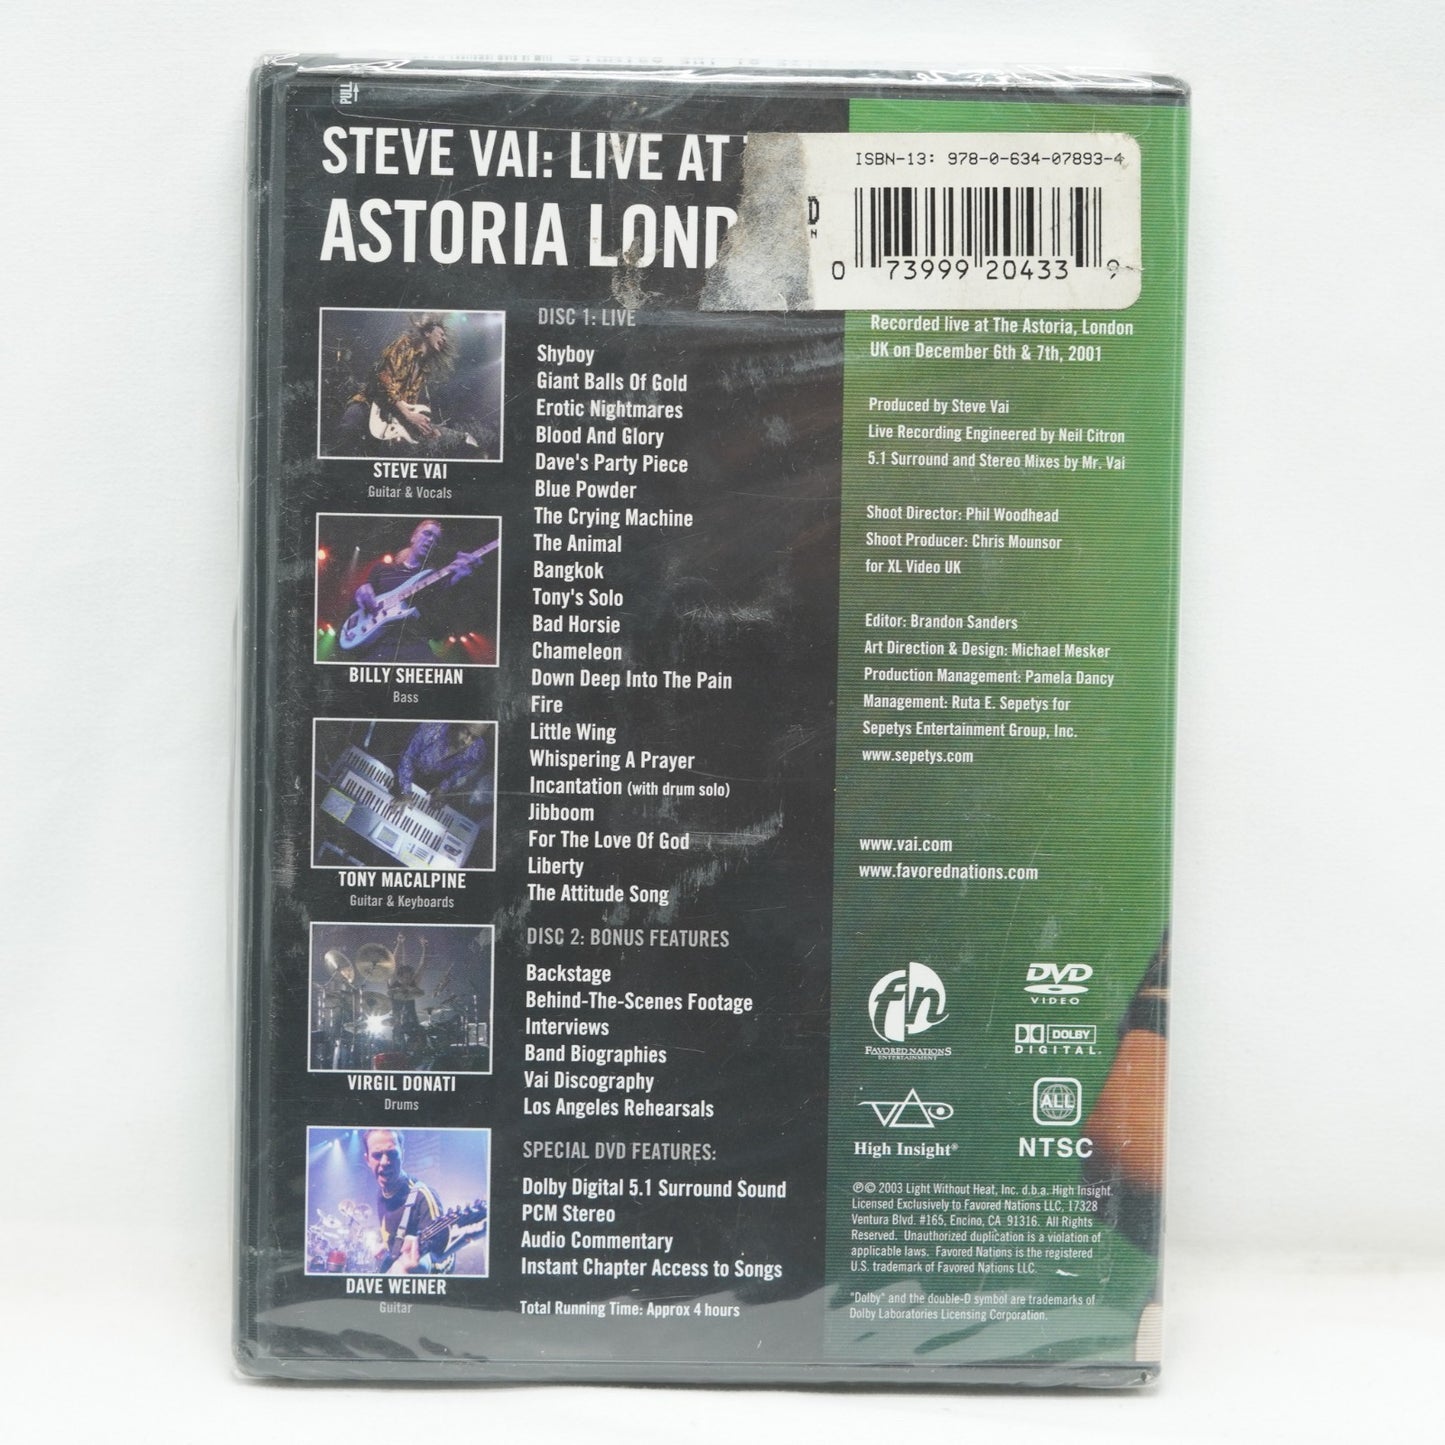 PULL
STEVE VAI: LIVE AT
ASTORIA LOND
ISBN-13: 978-0-634-07893-4
0 73999 20433 9
STEVE VAI
Guitar & Vocals
BILLY SHEEHAN
Bass
TONY MACALPINE
Guitar & Keyboards
VIRGIL DONATI
Drums
DAVE WEINER
Guitar
DISC 1: LIVE
Shyboy
Giant Balls Of Gold
Erotic Nightmares
Blood And Glory
Dave's Party Piece
Blue Powder
The Crying Machine
The Animal
Bangkok
Tony's Solo
Bad Horsie
Chameleon
Down Deep Into The Pain
Fire
Little Wing
Whispering A Prayer
Incantation (with drum solo)
Jibboom
For The Love Of God
Liberty
The Attitude Song
DISC 2: BONUS FEATURES
Backstage
Behind-The-Scenes Footage
Interviews
Band Biographies
Vai Discography
Los Angeles Rehearsals
SPECIAL DVD FEATURES:
Dolby Digital 5.1 Surround Sound
PCM Stereo
Audio Commentary
Instant Chapter Access to Songs
Total Running Time: Approx 4 hours
Recorded live at The Astoria, London
UK on December 6th & 7th, 2001
Produced by Steve Vai
Live Recording Engineered by Neil Citron
5.1 Surround and Stereo Mixes by Mr. Vai
Shoot Director: Phil Woodhead
Shoot Producer: Chris Mounsor
for XL Video UK
Editor: Brandon Sanders
Art Direction & Design: Michael Mesker
Production Management: Pamela Dancy
Management: Ruta E. Sepetys for
Sepetys Entertainment Group, Inc.
www.sepetys.com
www.vai.com
www.favorednations.com
fn
FAVORED NATIONS
ENTERTAINMENT
DVD
VIDEO
DOLBY
DIGITAL
VAI
High Insight®
ALL
NTSC
℗© 2003 Light Without Heat, Inc. d.b.a. High Insight.
Licensed Exclusively to Favored Nations LLC, 17328
Ventura Blvd. #165, Encino, CA 91316. All Rights
Reserved. Unauthorized duplication is a violation of
applicable laws. Favored Nations is the registered
U.S. trademark of Favored Nations LLC.
"Dolby" and the double-D symbol are trademarks of
Dolby Laboratories Licensing Corporation.